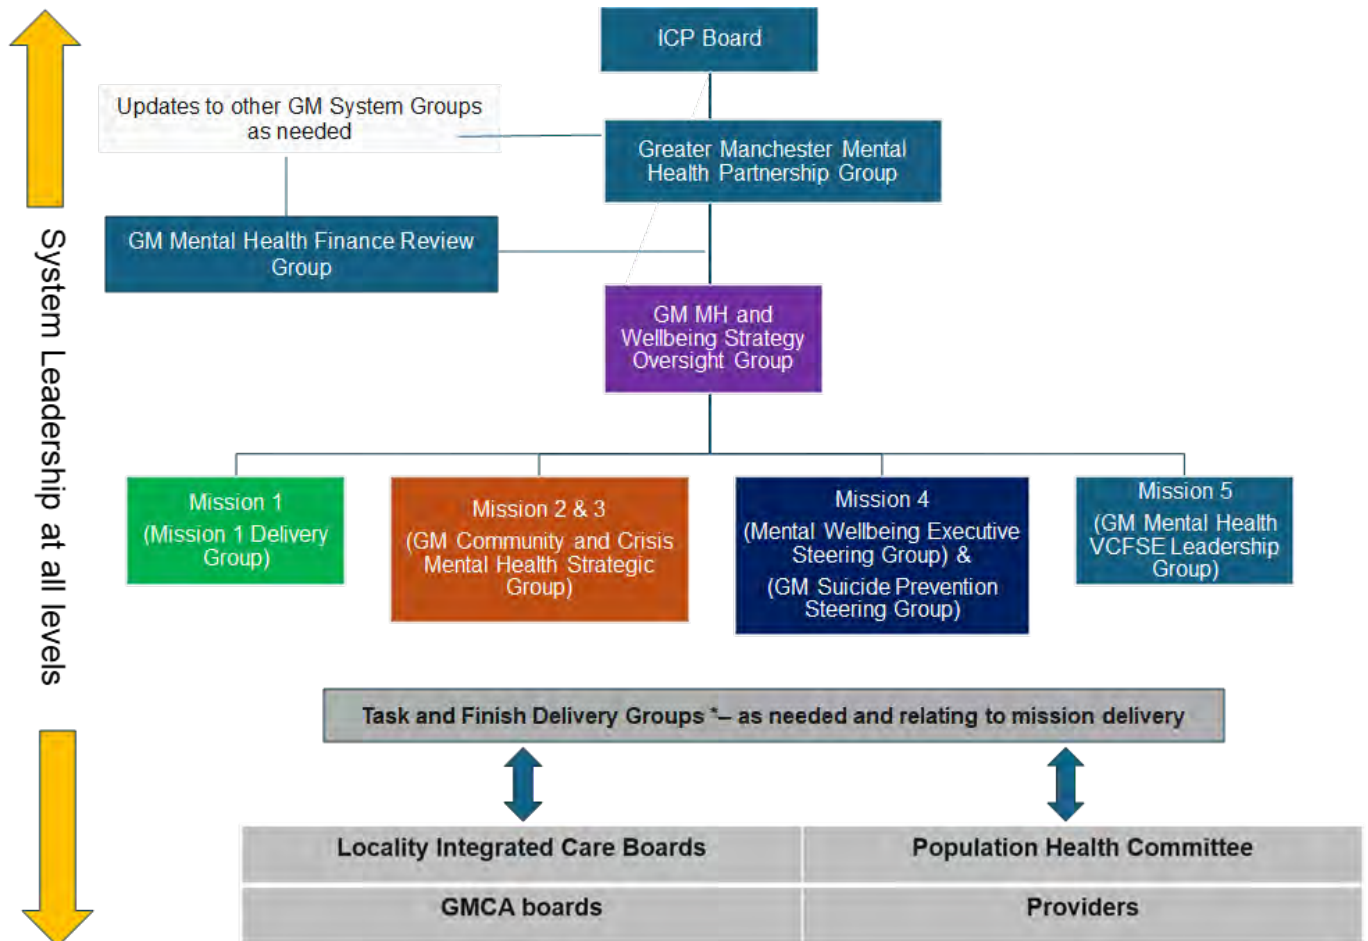 ICP Board
Updates to other GM System Groups
as needed
Greater Manchester Mental
Health Partnership Group
GM Mental Health Finance Review
Group
GM MH and
Wellbeing Strategy
Oversight Group
System Leadership at all levels
Mission 1
(Mission 1 Delivery
Group)
Mission 2 & 3
(GM Community and Crisis
Mental Health Strategic
Group)
Mission 4
(Mental Wellbeing Executive
Steering Group) &
(GM Suicide Prevention
Steering Group)
Mission 5
(GM Mental Health
VCFSE Leadership
Group)
Task and Finish Delivery Groups *– as needed and relating to mission delivery
Locality Integrated Care Boards
Population Health Committee
GMCA boards
Providers